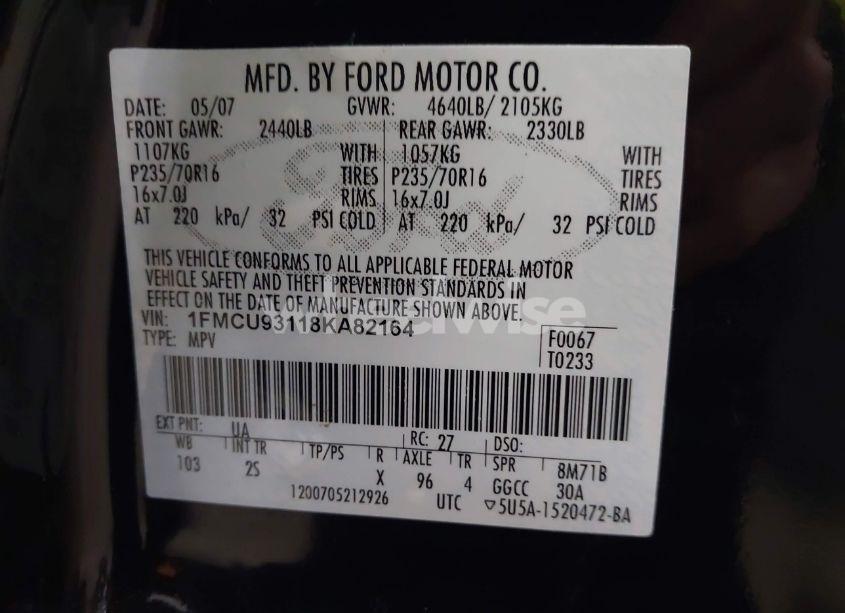 MFD. BY FORD MOTOR CO.
DATE: 05/07 GVWR: 4640LB/ 2105KG
FRONT GAWR: 2440LB REAR GAWR: 2330LB
1107KG WITH 1057KG WITH
P235/70R16 TIRES P235/70R16 TIRES
16x7.0J RIMS 16x7.0J RIMS
AT 220 kPa/ 32 PSI COLD AT 220 kPa/ 32 PSI COLD
Ford
THIS VEHICLE CONFORMS TO ALL APPLICABLE FEDERAL MOTOR
VEHICLE SAFETY AND THEFT PREVENTION STANDARDS IN
EFFECT ON THE DATE OF MANUFACTURE SHOWN ABOVE.
VIN: 1FMCU93118KA82164
TYPE: MPV
F0067
T0233
EXT PNT: UA RC: 27 DSO:
WB INT TR TP/PS R AXLE TR SPR 8M71B
103 2S X 96 4 GGCC 30A
1200705212926 UTC ▽5U5A-1520472-BA